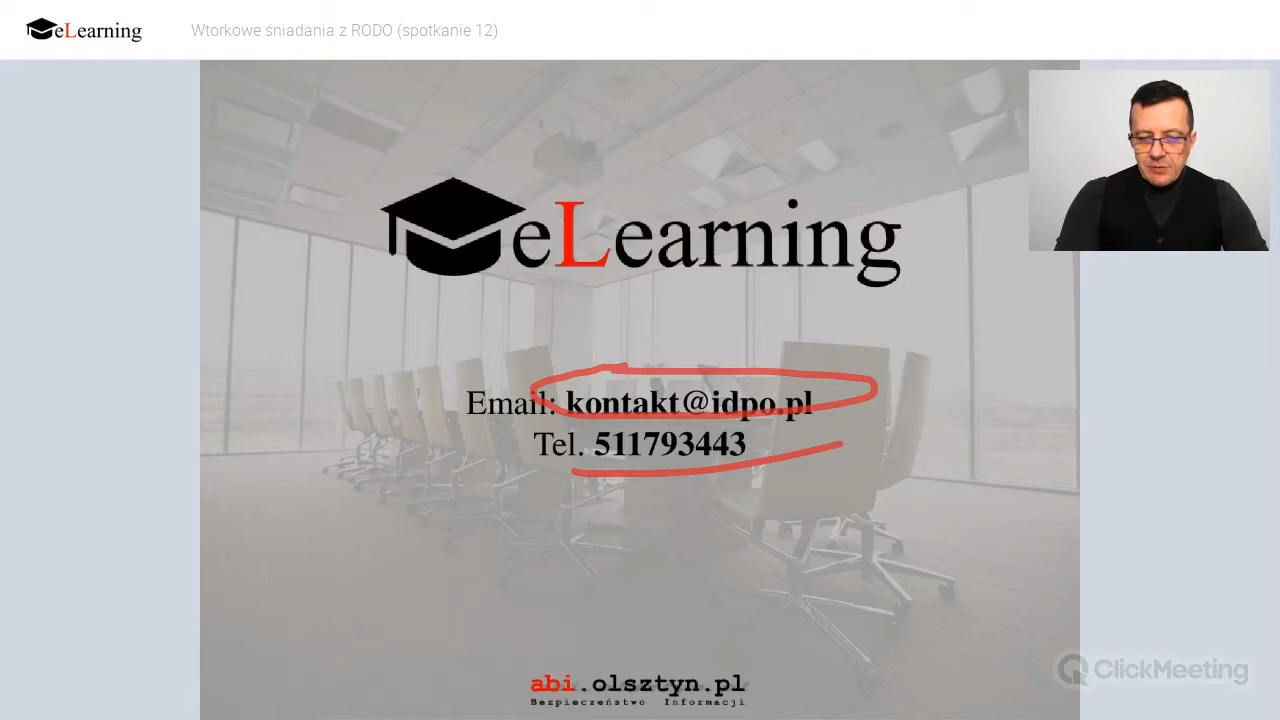 eLearning
Wtorkowe śniadania z RODO (spotkanie 12)
eLearning
Email: kontakt@idpo.pl
Tel. 511793443
abi.olsztyn.pl
Bezpieczeństwo Informacji
ClickMeeting